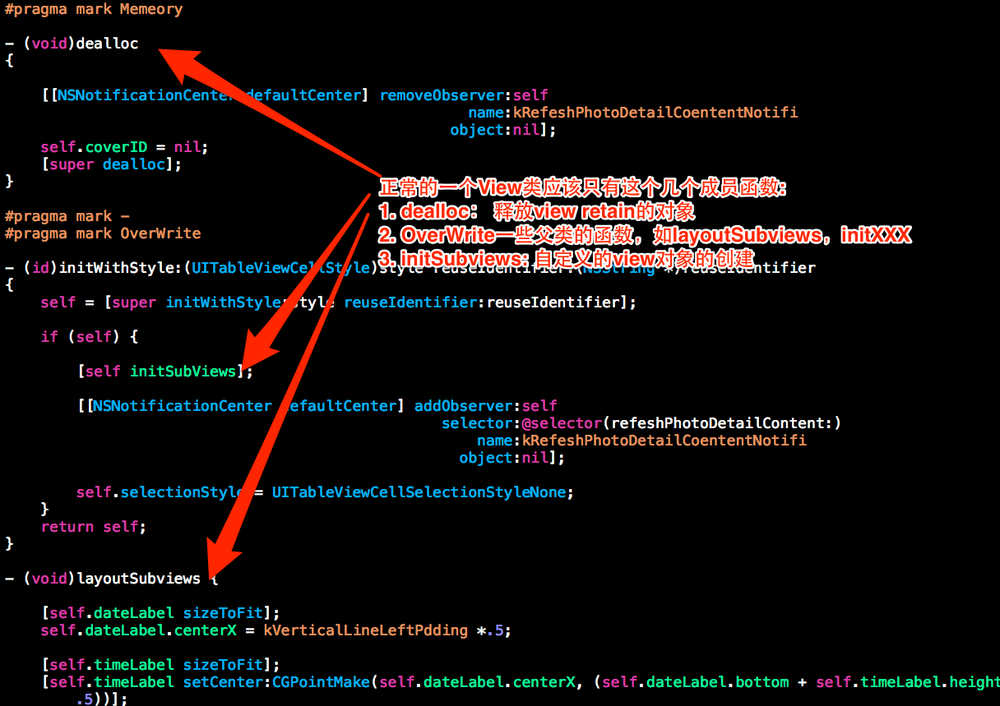 #pragma mark Memeory
- (void)dealloc
{
[[NSNotificationCenter defaultCenter] removeObserver:self
name:kRefeshPhotoDetailCoententNotifi
object:nil];
self.coverID = nil;
[super dealloc];
}
正常的一个View类应该只有这个几个成员函数:
1. dealloc： 释放view retain的对象
2. OverWrite一些父类的函数，如layoutSubviews，initXXX
3. initSubviews: 自定义的view对象的创建
#pragma mark -
#pragma mark OverWrite
- (id)initWithStyle:(UITableViewCellStyle)style reuseIdentifier:(NSString *)reuseIdentifier
{
self = [super initWithStyle:style reuseIdentifier:reuseIdentifier];
if (self) {
[self initSubViews];
[[NSNotificationCenter defaultCenter] addObserver:self
selector:@selector(refeshPhotoDetailContent:)
name:kRefeshPhotoDetailCoententNotifi
object:nil];
self.selectionStyle = UITableViewCellSelectionStyleNone;
}
return self;
}
- (void)layoutSubviews {
[self.dateLabel sizeToFit];
self.dateLabel.centerX = kVerticalLineLeftPdding *.5;
[self.timeLabel sizeToFit];
[self.timeLabel setCenter:CGPointMake(self.dateLabel.centerX, (self.dateLabel.bottom + self.timeLabel.height
.5))];